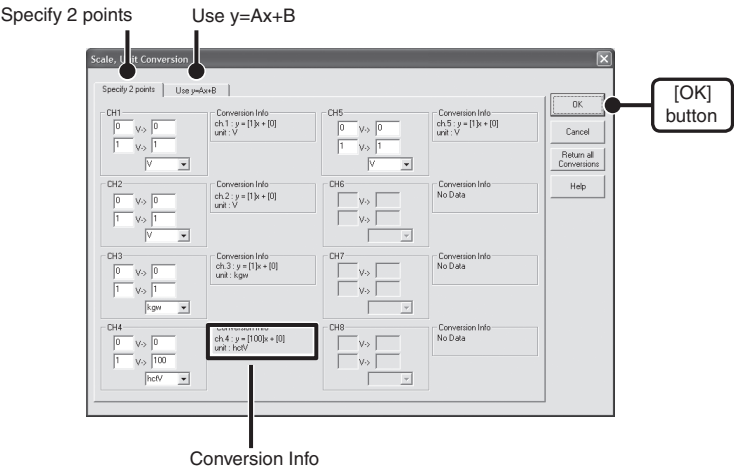 Specify 2 points
Use y=Ax+B
Scale, Unit Conversion
Specify 2 points
Use y=Ax+B
CH1
0 V-> 0
1 V-> 1
V
Conversion Info
ch.1 : y = [1]x + [0]
unit : V
CH2
0 V-> 0
1 V-> 1
V
Conversion Info
ch.2 : y = [1]x + [0]
unit : V
CH3
0 V-> 0
1 V-> 1
kgw
Conversion Info
ch.3 : y = [1]x + [0]
unit : kgw
CH4
0 V-> 0
1 V-> 100
hctV
Conversion Info
ch.4 : y = [100]x + [0]
unit : hctV
CH5
0 V-> 0
1 V-> 1
V
Conversion Info
ch.5 : y = [1]x + [0]
unit : V
CH6
V->
V->
Conversion Info
No Data
CH7
V->
V->
Conversion Info
No Data
CH8
V->
V->
Conversion Info
No Data
OK
Cancel
Return all
Conversions
Help
[OK]
button
Conversion Info